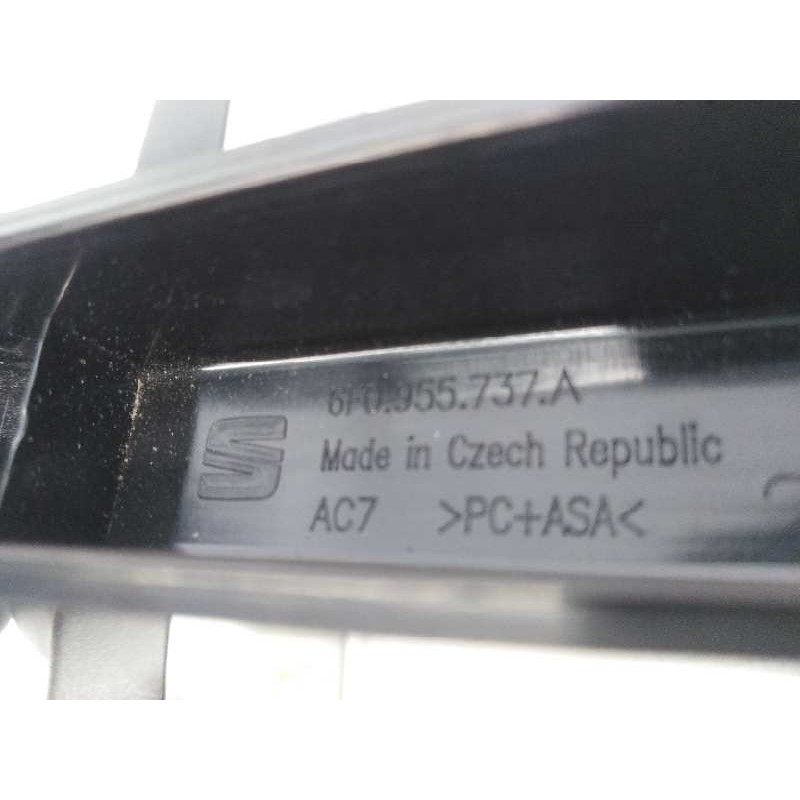 6F0.955.737.A
Made in Czech Republic
AC7 >PC+ASA<